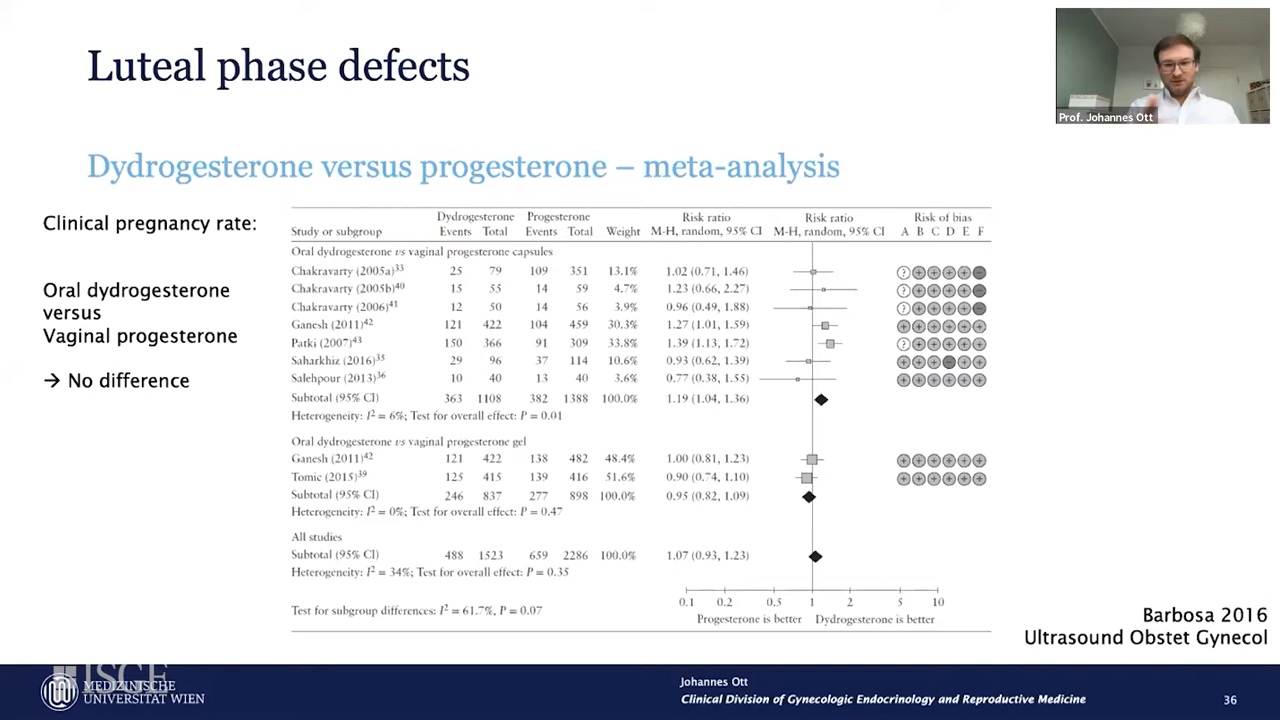 Luteal phase defects
Prof. Johannes Ott
Dydrogesterone versus progesterone – meta-analysis
Clinical pregnancy rate:
Oral dydrogesterone
versus
Vaginal progesterone
→ No difference
Dydrogesterone Progesterone Risk ratio Risk ratio Risk of bias
Study or subgroup Events Total Events Total Weight M-H, random, 95% CI M-H, random, 95% CI A B C D E F
Oral dydrogesterone vs vaginal progesterone capsules
Chakravarty (2005a)33 25 79 109 351 13.1% 1.02 (0.71, 1.46) ? + + + + −
Chakravarty (2005b)40 15 55 14 59 4.7% 1.23 (0.66, 2.27) ? + + + + −
Chakravarty (2006)41 12 50 14 56 3.9% 0.96 (0.49, 1.88) ? + + + + −
Ganesh (2011)42 121 422 104 459 30.3% 1.27 (1.01, 1.59) + + + + + +
Patki (2007)43 150 366 91 309 33.8% 1.39 (1.13, 1.72) ? + + + + +
Saharkhiz (2016)35 29 96 37 114 10.6% 0.93 (0.62, 1.39) + + + − + +
Salehpour (2013)36 10 40 13 40 3.6% 0.77 (0.38, 1.55) + + + + + +
Subtotal (95% CI) 363 1108 382 1388 100.0% 1.19 (1.04, 1.36)
Heterogeneity: I2 = 6%; Test for overall effect: P = 0.01
Oral dydrogesterone vs vaginal progesterone gel
Ganesh (2011)42 121 422 138 482 48.4% 1.00 (0.81, 1.23) + + + + + +
Tomic (2015)39 125 415 139 416 51.6% 0.90 (0.74, 1.10) + + + + + +
Subtotal (95% CI) 246 837 277 898 100.0% 0.95 (0.82, 1.09)
Heterogeneity: I2 = 0%; Test for overall effect: P = 0.47
All studies
Subtotal (95% CI) 488 1523 659 2286 100.0% 1.07 (0.93, 1.23)
Heterogeneity: I2 = 34%; Test for overall effect: P = 0.35
Test for subgroup differences: I2 = 61.7%, P = 0.07
0.1 0.2 0.5 1 2 5 10
Progesterone is better Dydrogesterone is better
Barbosa 2016
Ultrasound Obstet Gynecol
ISGE
MEDIZINISCHE
UNIVERSITÄT WIEN
Johannes Ott
Clinical Division of Gynecologic Endocrinology and Reproductive Medicine
36